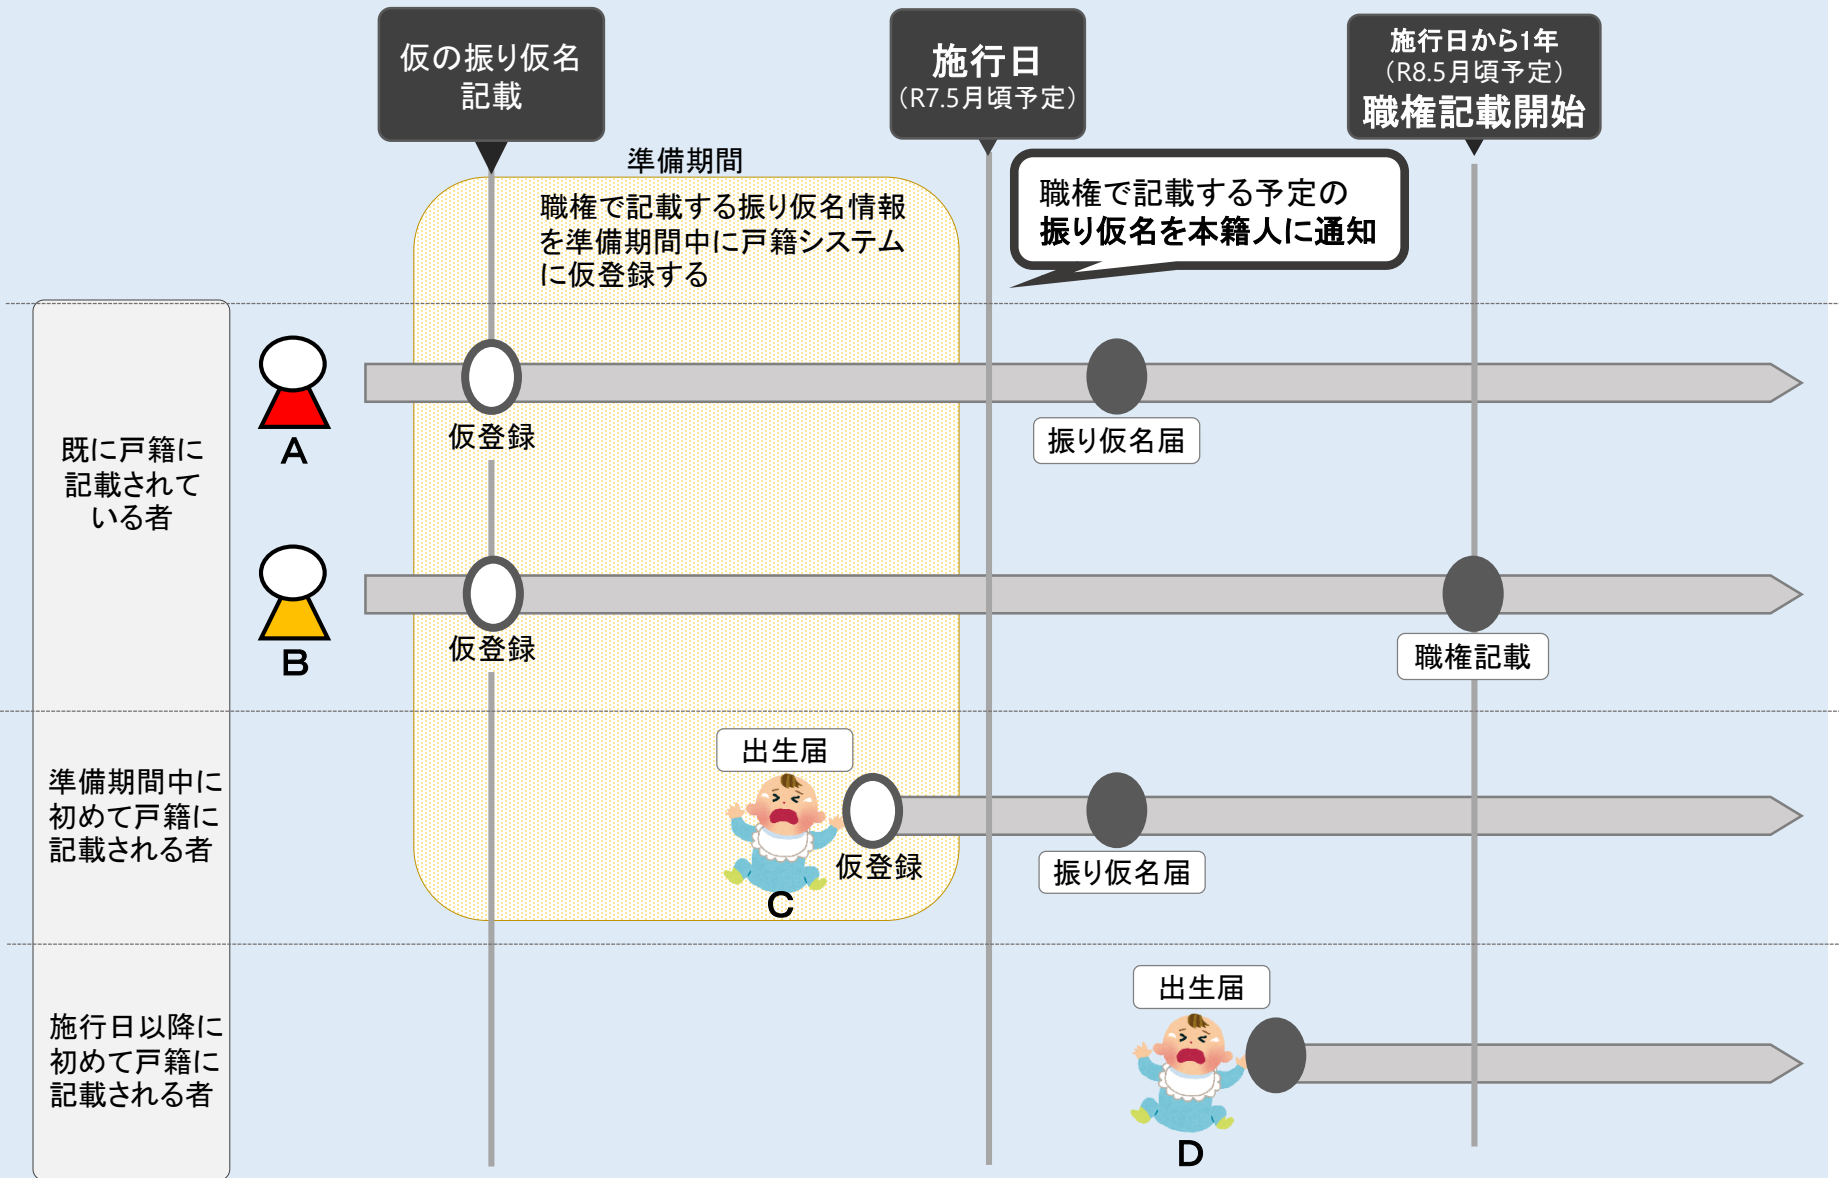 仮の振り仮名
記載
施行日
（R7.5月頃予定）
施行日から1年
（R8.5月頃予定）
職権記載開始
準備期間
職権で記載する振り仮名情報
を準備期間中に戸籍システム
に仮登録する
職権で記載する予定の
振り仮名を本籍人に通知
既に戸籍に
記載されて
いる者
A
仮登録
振り仮名届
B
仮登録
職権記載
準備期間中に
初めて戸籍に
記載される者
出生届
C
仮登録
振り仮名届
施行日以降に
初めて戸籍に
記載される者
出生届
D